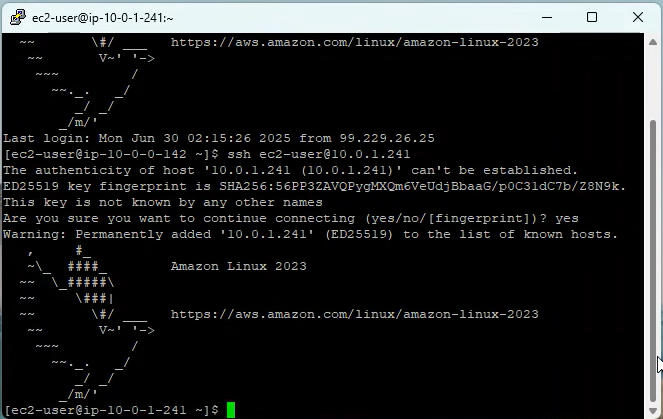 ec2-user@ip-10-0-1-241:~
  ~~       \#/ ___   https://aws.amazon.com/linux/amazon-linux-2023
   ~~       V~' '->
    ~~~         /
      ~~._.   _/
         _/ _/
       _/m/'
Last login: Mon Jun 30 02:15:26 2025 from 99.229.26.25
[ec2-user@ip-10-0-0-142 ~]$ ssh ec2-user@10.0.1.241
The authenticity of host '10.0.1.241 (10.0.1.241)' can't be established.
ED25519 key fingerprint is SHA256:56PP3ZAVQPygMXQm6VeUdjBbaaG/p0C31dC7b/Z8N9k.
This key is not known by any other names
Are you sure you want to continue connecting (yes/no/[fingerprint])? yes
Warning: Permanently added '10.0.1.241' (ED25519) to the list of known hosts.
   ,     #_
   ~\_  ####_        Amazon Linux 2023
  ~~  \_#####\
  ~~     \###|
  ~~       \#/ ___   https://aws.amazon.com/linux/amazon-linux-2023
   ~~       V~' '->
    ~~~         /
      ~~._.   _/
         _/ _/
       _/m/'
[ec2-user@ip-10-0-1-241 ~]$